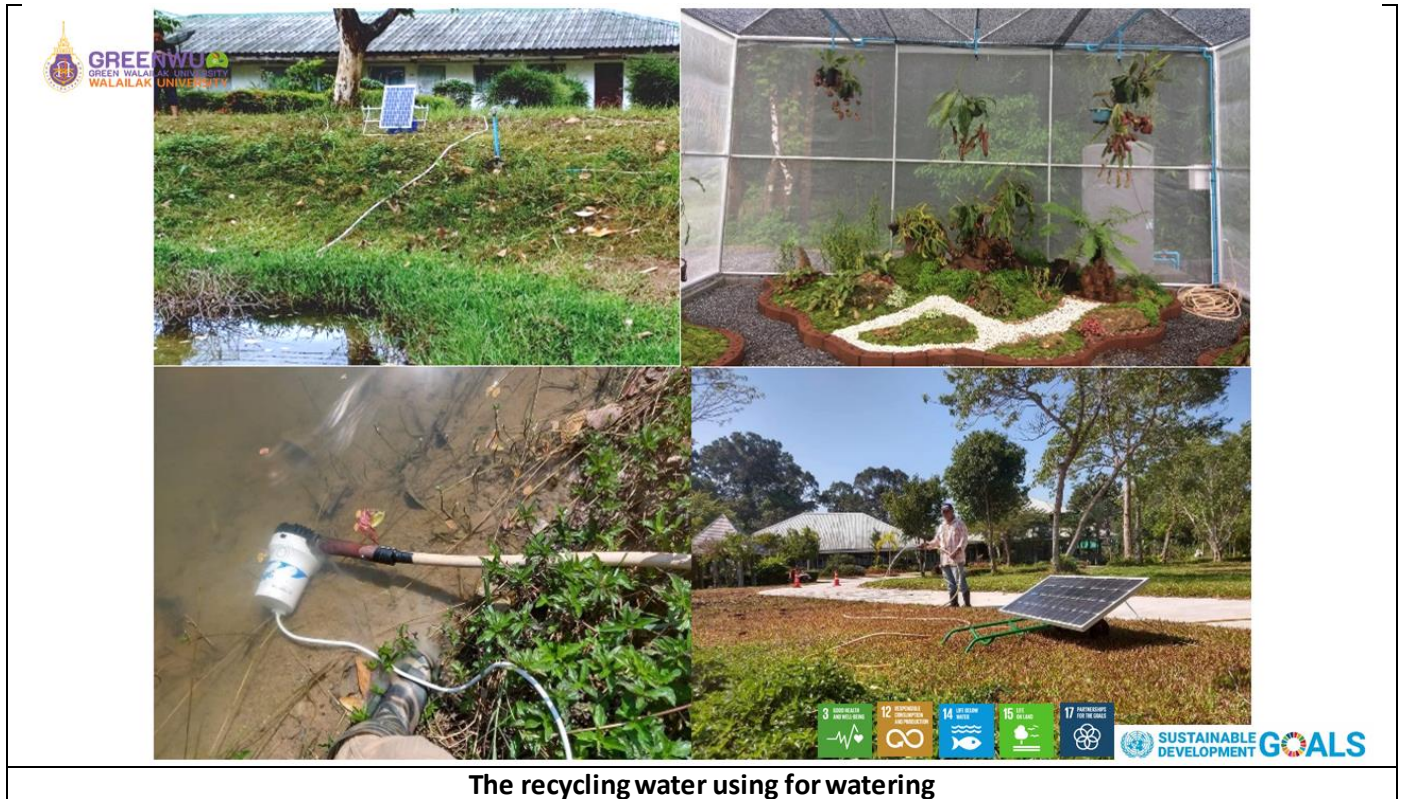 GREENWU
GREEN WALAILAK UNIVERSITY
WALAILAK UNIVERSITY
3 GOOD HEALTH
AND WELL-BEING
12 RESPONSIBLE
CONSUMPTION
AND PRODUCTION
14 LIFE BELOW
WATER
15 LIFE
ON LAND
17 PARTNERSHIPS
FOR THE GOALS
SUSTAINABLE
DEVELOPMENT
GOALS
The recycling water using for watering